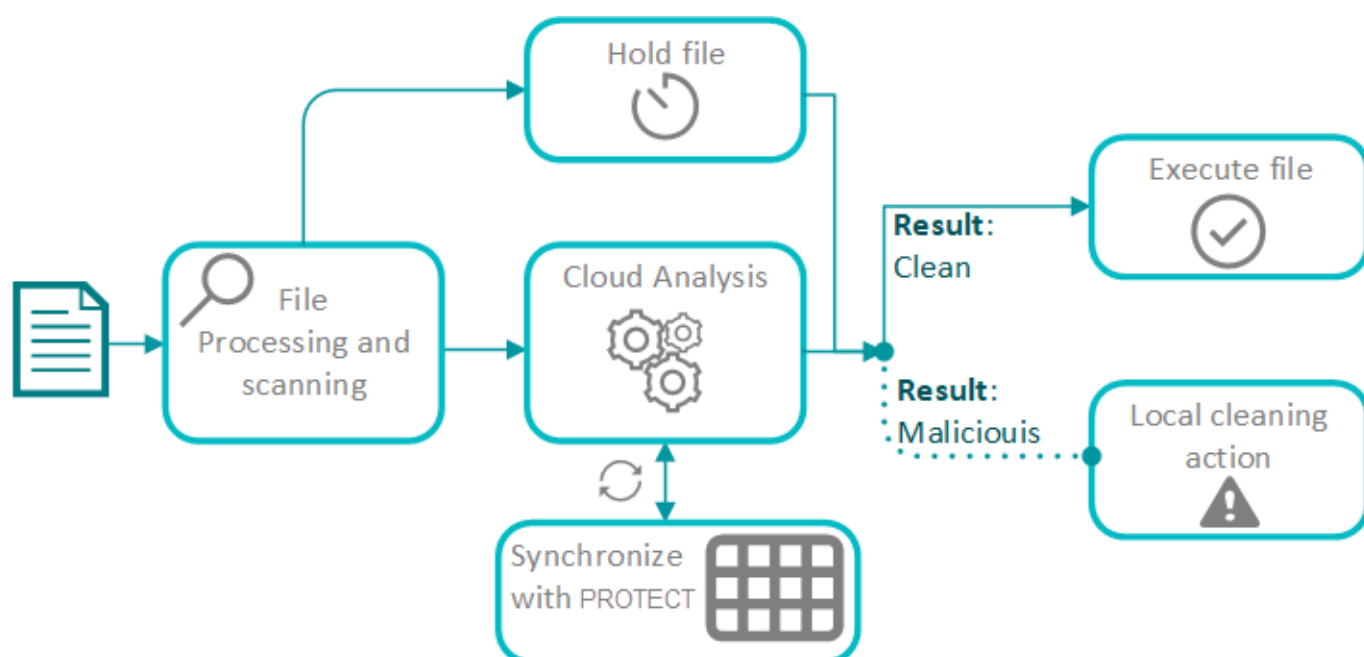 Hold file
Execute file
Result:
Clean
File
Processing and
scanning
Cloud Analysis
Result:
Maliciouis
Local cleaning
action
Synchronize
with PROTECT